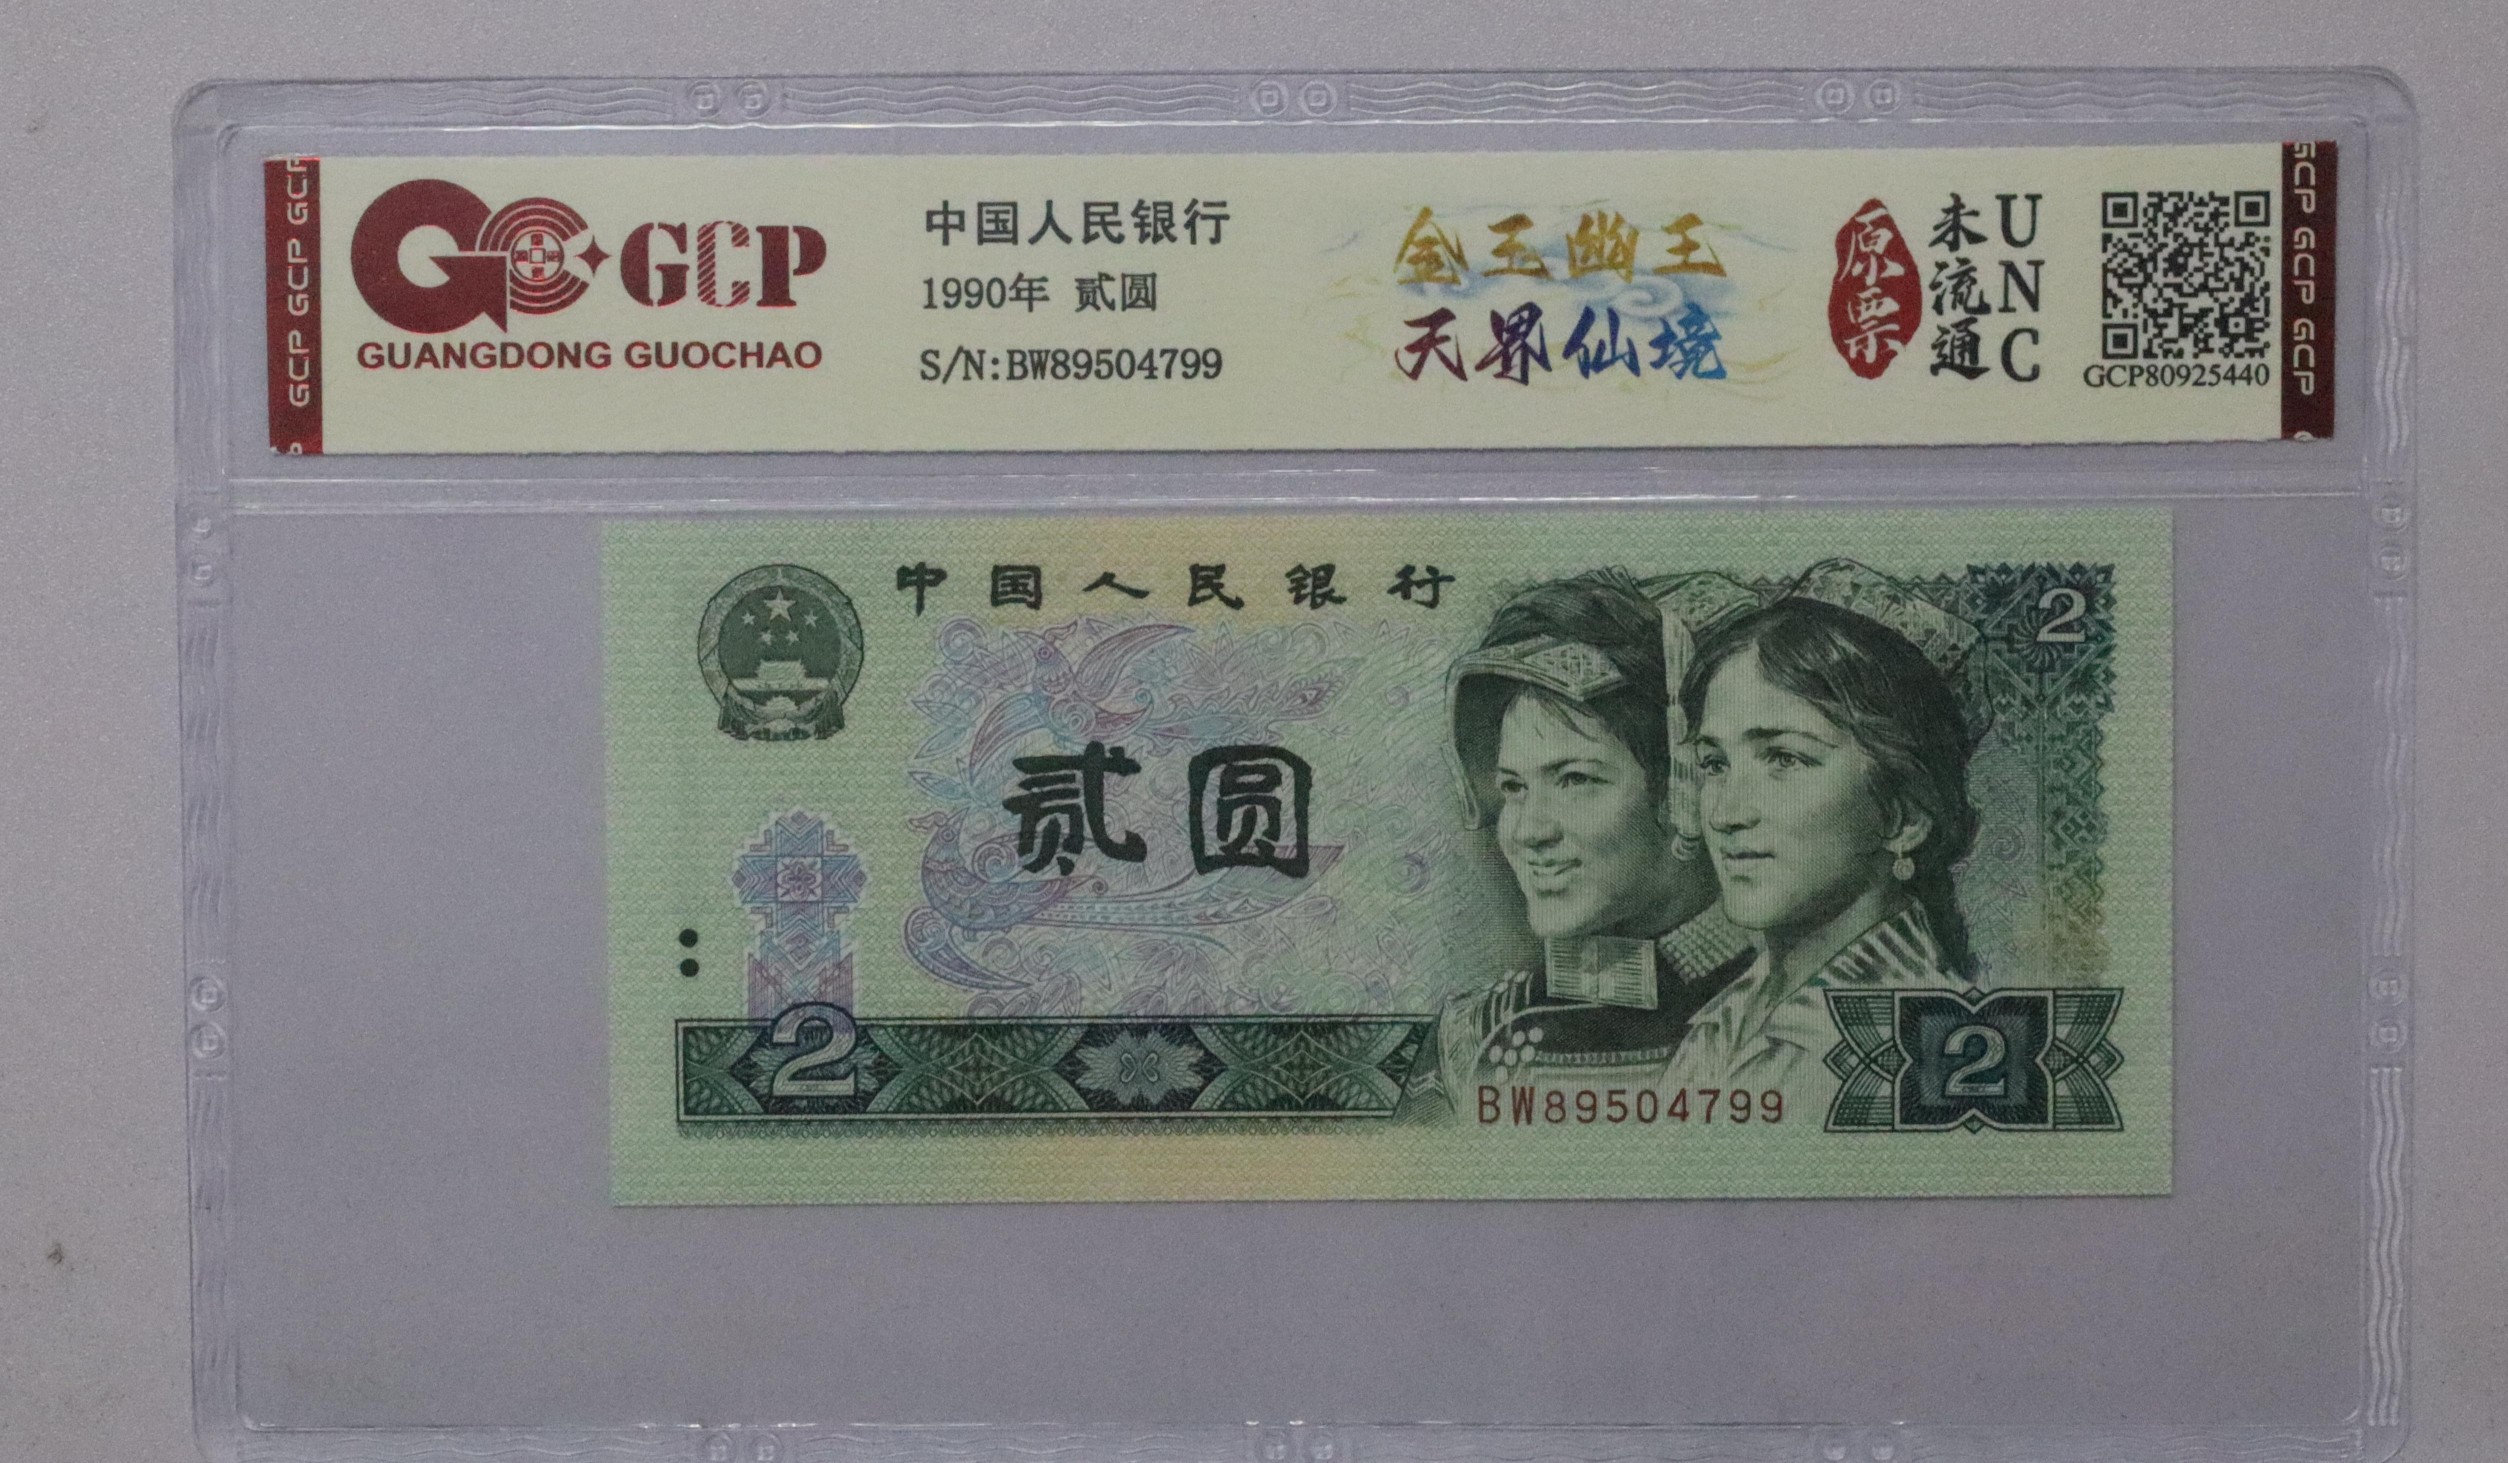 GCP
GUANGDONG GUOCHAO
中国人民银行
1990年 贰圆
S/N:BW89504799
金玉幽王
天界仙境
原票
未流通
UNC
GCP80925440
GCP GCP GCP
GCP GCP GCP
中国人民银行
贰圆
2
2
2
BW89504799